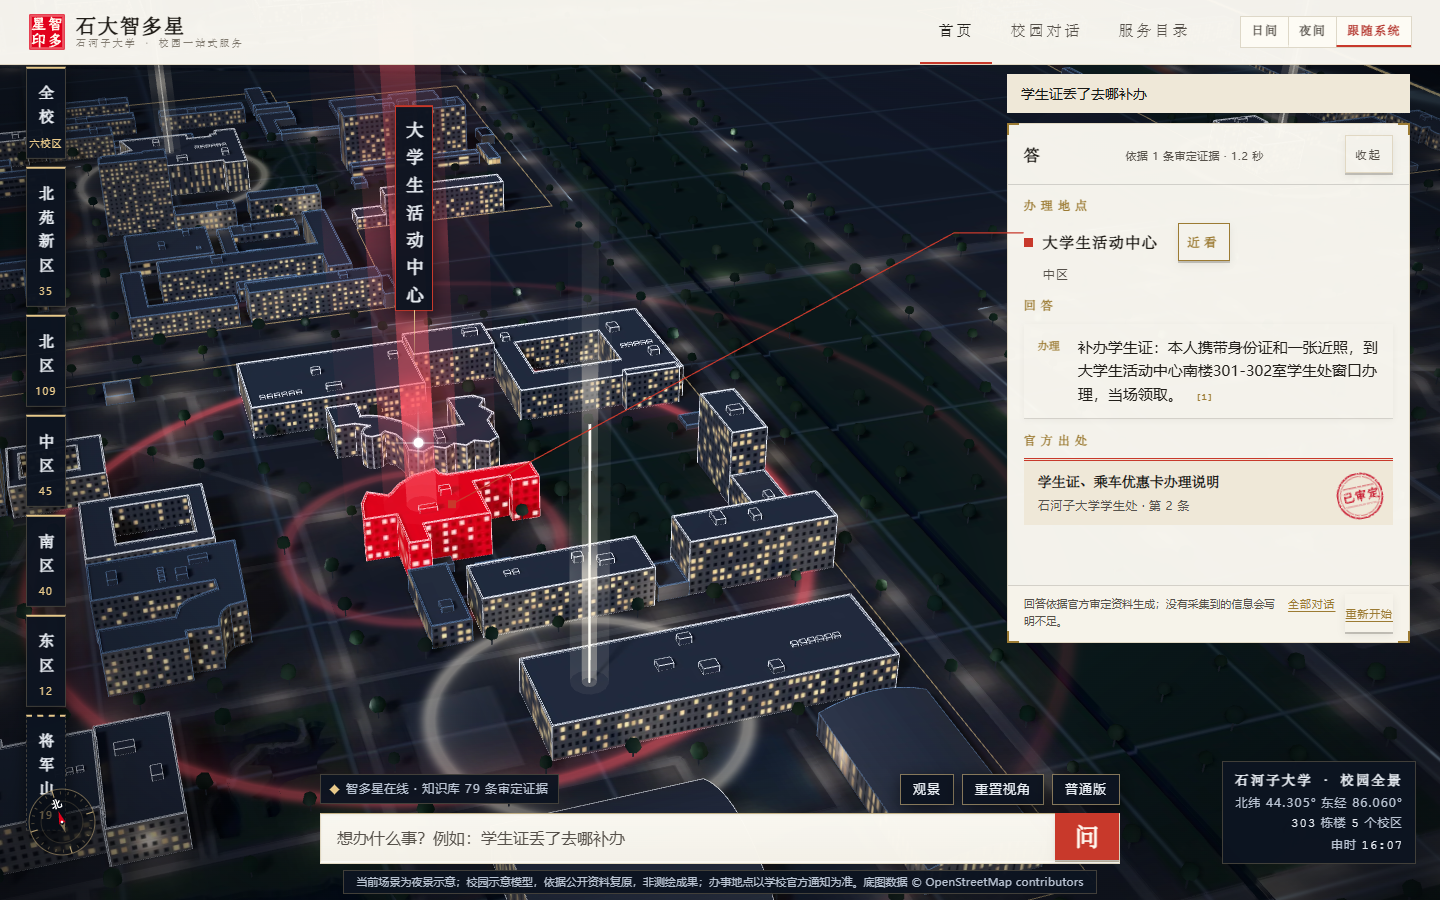 星智印多
石大智多星
石河子大学 · 校园一站式服务
首页
校园对话
服务目录
日间
夜间
跟随系统
全校
六校区
北苑新区
35
北区
109
中区
45
南区
40
东区
12
将军山
19
北
大学生活动中心
学生证丢了去哪补办
答
依据 1 条审定证据 · 1.2 秒
收起
办理地点
大学生活动中心
近看
中区
回答
办理
补办学生证：本人携带身份证和一张近照，到
大学生活动中心南楼301-302室学生处窗口办
理，当场领取。 [1]
官方出处
学生证、乘车优惠卡办理说明
石河子大学学生处 · 第 2 条
已审定
回答依据官方审定资料生成；没有采集到的信息会写
明不足。
全部对话
重新开始
智多星在线 · 知识库 79 条审定证据
观景
重置视角
普通版
想办什么事？例如：学生证丢了去哪补办
问
石河子大学 · 校园全景
北纬 44.305° 东经 86.060°
303 栋楼 5 个校区
申时 16:07
当前场景为夜景示意；校园示意模型，依据公开资料复原，非测绘成果；办事地点以学校官方通知为准。底图数据 © OpenStreetMap contributors